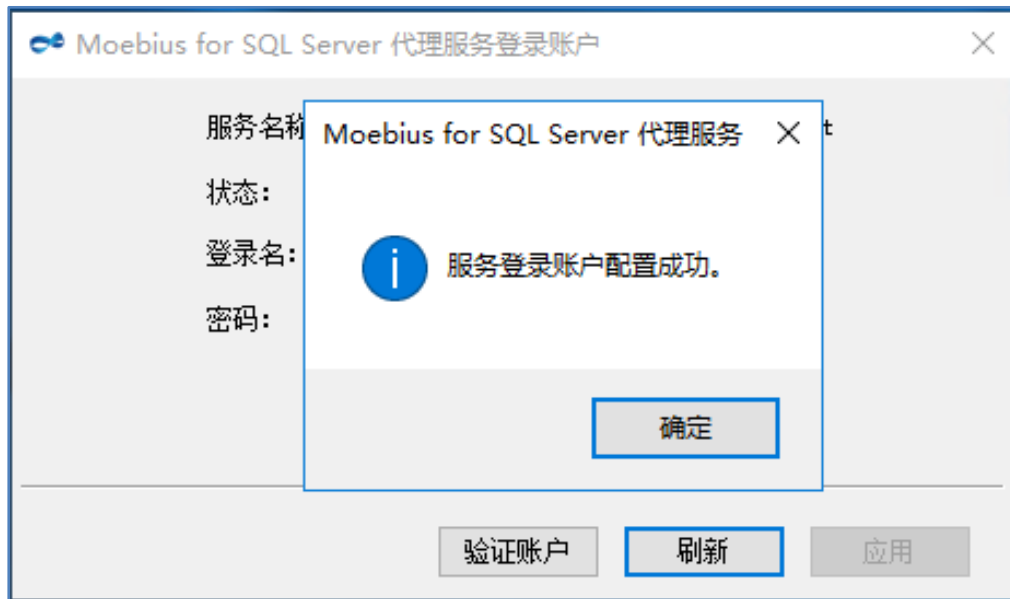 Moebius for SQL Server 代理服务登录账户
服务名称
t
Moebius for SQL Server 代理服务
状态:
登录名:
服务登录账户配置成功。
密码:
确定
验证账户
刷新
应用